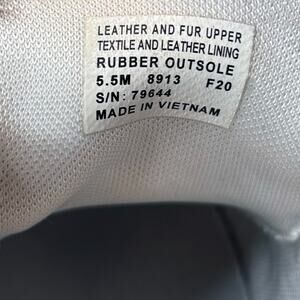 LEATHER AND FUR UPPER
TEXTILE AND LEATHER LINING
RUBBER OUTSOLE
5.5M 8913 F20
S/N: 79644
MADE IN VIETNAM